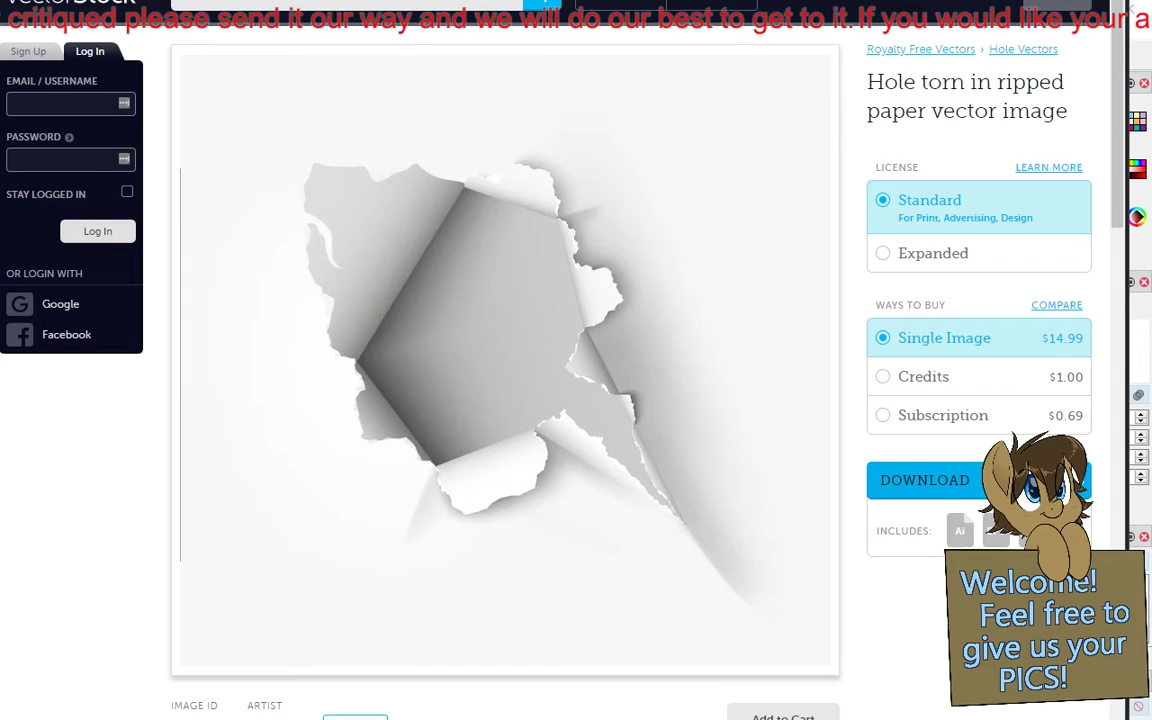 critiqued please send it our way and we will do our best to get to it. If you would like your a
Sign Up
Log In
EMAIL / USERNAME
PASSWORD
STAY LOGGED IN
Log In
OR LOGIN WITH
Google
Facebook
Royalty Free Vectors › Hole Vectors
Hole torn in ripped
paper vector image
LICENSE
LEARN MORE
Standard
For Print, Advertising, Design
Expanded
WAYS TO BUY
COMPARE
Single Image $14.99
Credits $1.00
Subscription $0.69
DOWNLOAD
INCLUDES:
Ai
Welcome!
Feel free to
give us your
PICS!
IMAGE ID
ARTIST
Add to Cart